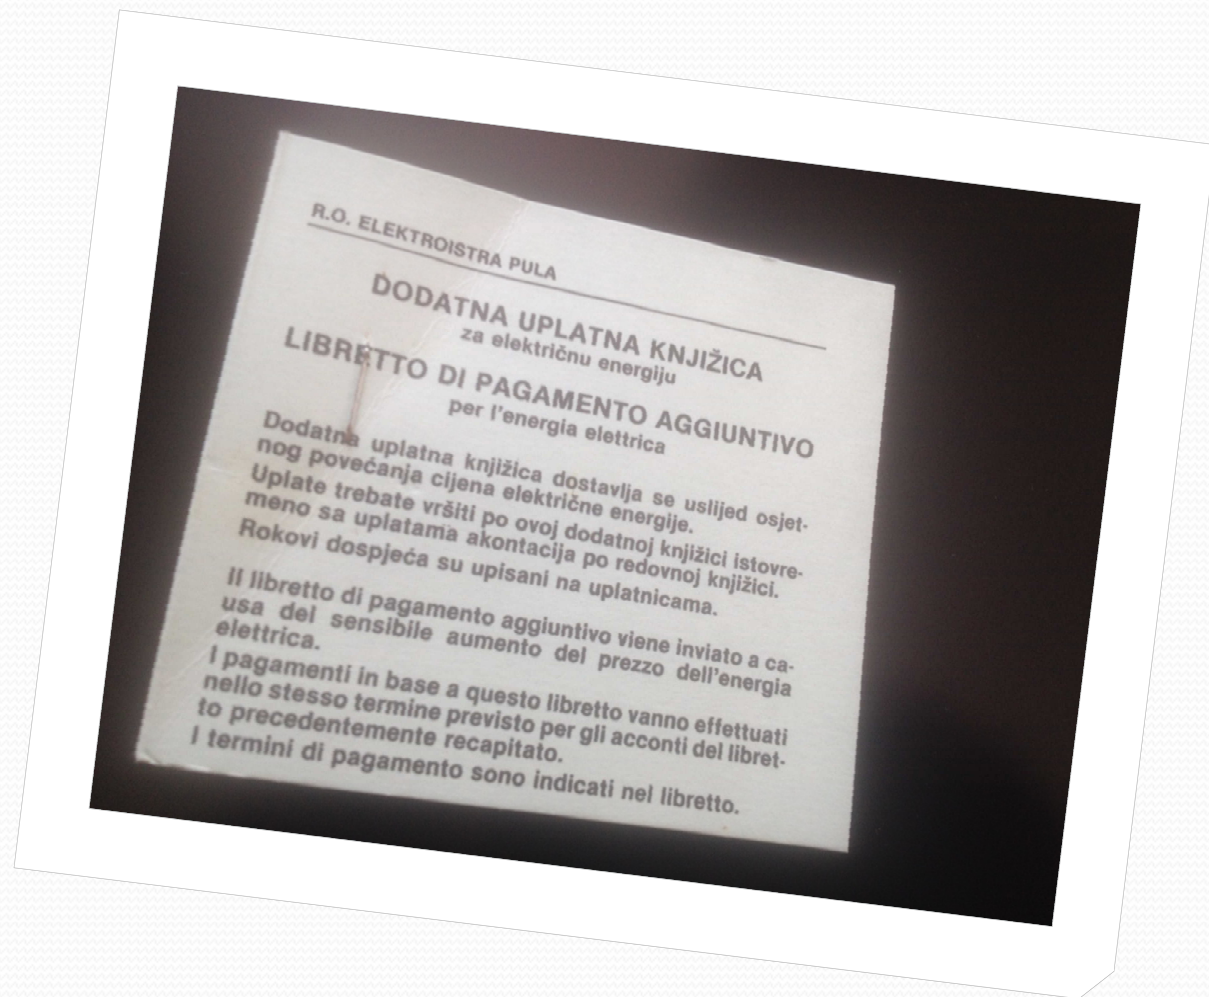 R.O. ELEKTROISTRA PULA
DODATNA UPLATNA KNJIŽICA
za električnu energiju
LIBRETTO DI PAGAMENTO AGGIUNTIVO
per l'energia elettrica
Dodatna uplatna knjižica dostavlja se uslijed osjet-
nog povećanja cijena električne energije.
Uplate trebate vršiti po ovoj dodatnoj knjižici istovre-
meno sa uplatama akontacija po redovnoj knjižici.
Rokovi dospjeća su upisani na uplatnicama.
Il libretto di pagamento aggiuntivo viene inviato a ca-
usa del sensibile aumento del prezzo dell'energia
elettrica.
I pagamenti in base a questo libretto vanno effettuati
nello stesso termine previsto per gli acconti del libret-
to precedentemente recapitato.
I termini di pagamento sono indicati nel libretto.